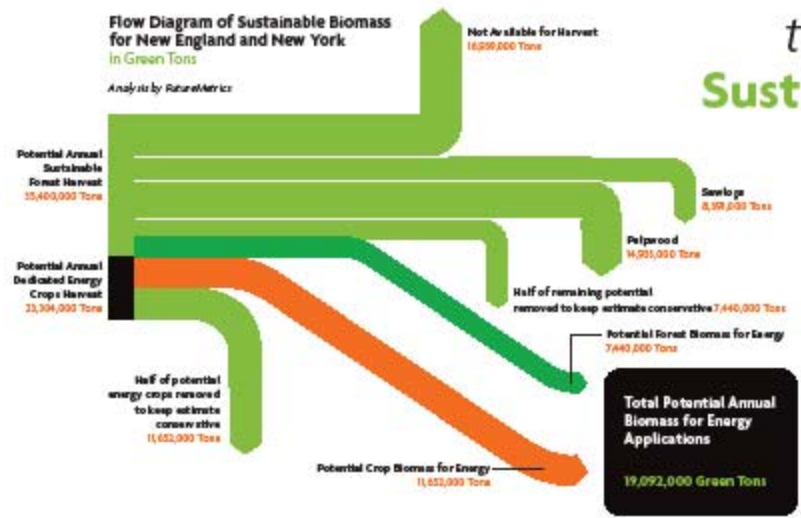 Flow Diagram of Sustainable Biomass
for New England and New York
in Green Tons
Analysis by FutureMetrics
t
Sust
Not Available for Harvest
Tons
Potential Annual
Sustainable
Forest Harvest
Tons
Sawlogs
Tons
Pulpwood
Tons
Potential Annual
Dedicated Energy
Crops Harvest
23,304,000 Tons
Half of remaining potential
removed to keep estimate conservative 7,440,000 Tons
Potential Forest Biomass for Energy
7,440,000 Tons
Half of potential
energy crops removed
to keep estimate
conservative
11,652,000 Tons
Total Potential Annual
Biomass for Energy
Applications
19,092,000 Green Tons
Potential Crop Biomass for Energy
11,652,000 Tons